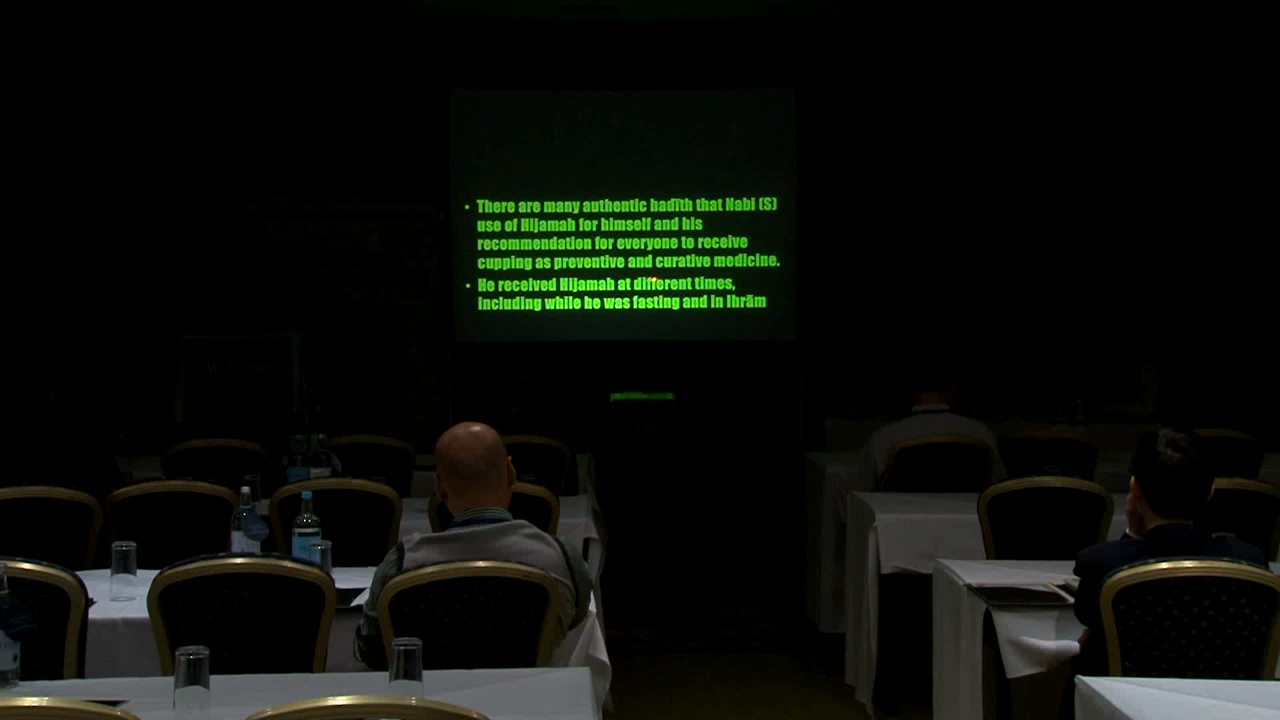 • There are many authentic hadīth that Nabi (S)
use of Hijamah for himself and his
recommendation for everyone to receive
cupping as preventive and curative medicine.
• He received Hijamah at different times,
including while he was fasting and in Ihrām